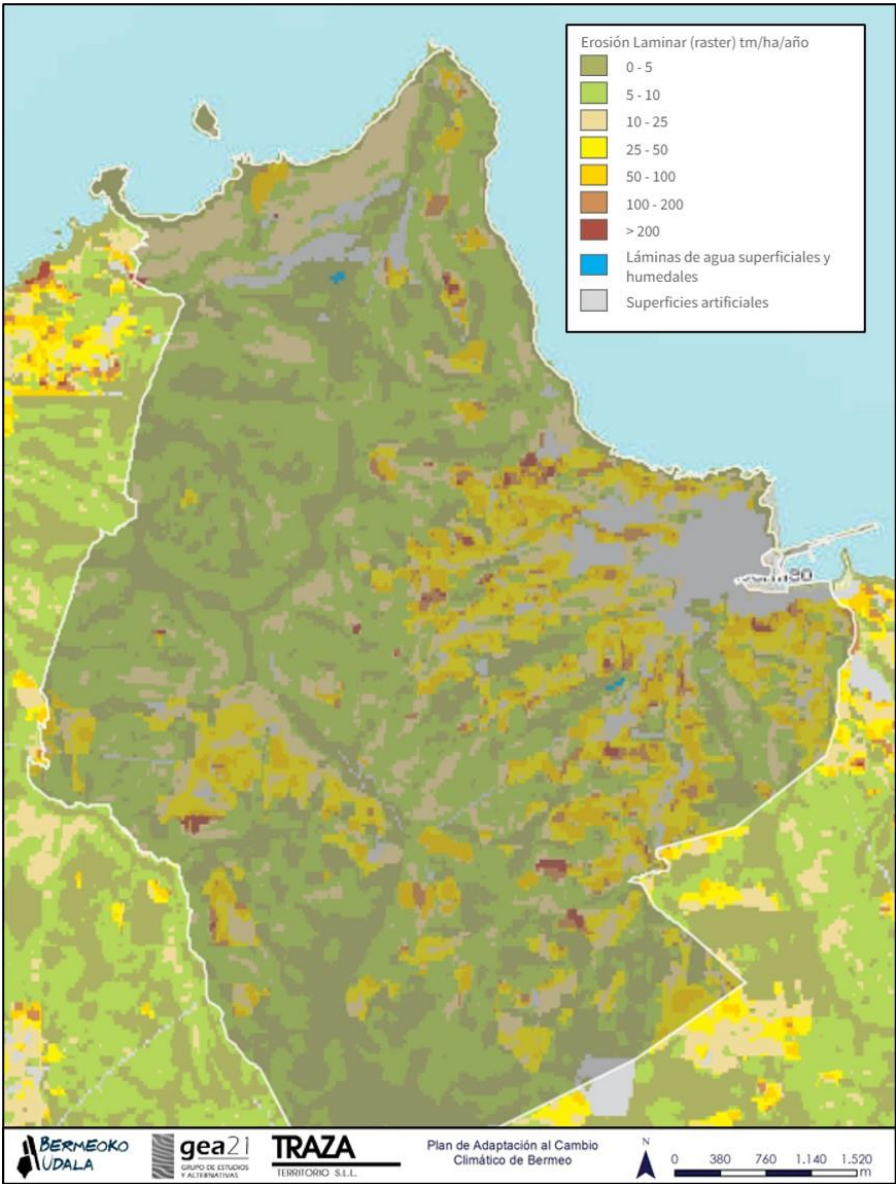 Erosión Laminar (raster) tm/ha/año
0 - 5
5 - 10
10 - 25
25 - 50
50 - 100
100 - 200
> 200
Láminas de agua superficiales y
humedales
Superficies artificiales
BERMEOKO
UDALA
gea21
GRUPO DE ESTUDIOS
Y ALTERNATIVAS
TRAZA
TERRITORIO S.L.L.
Plan de Adaptación al Cambio
Climático de Bermeo
N
0 380 760 1.140 1.520
m